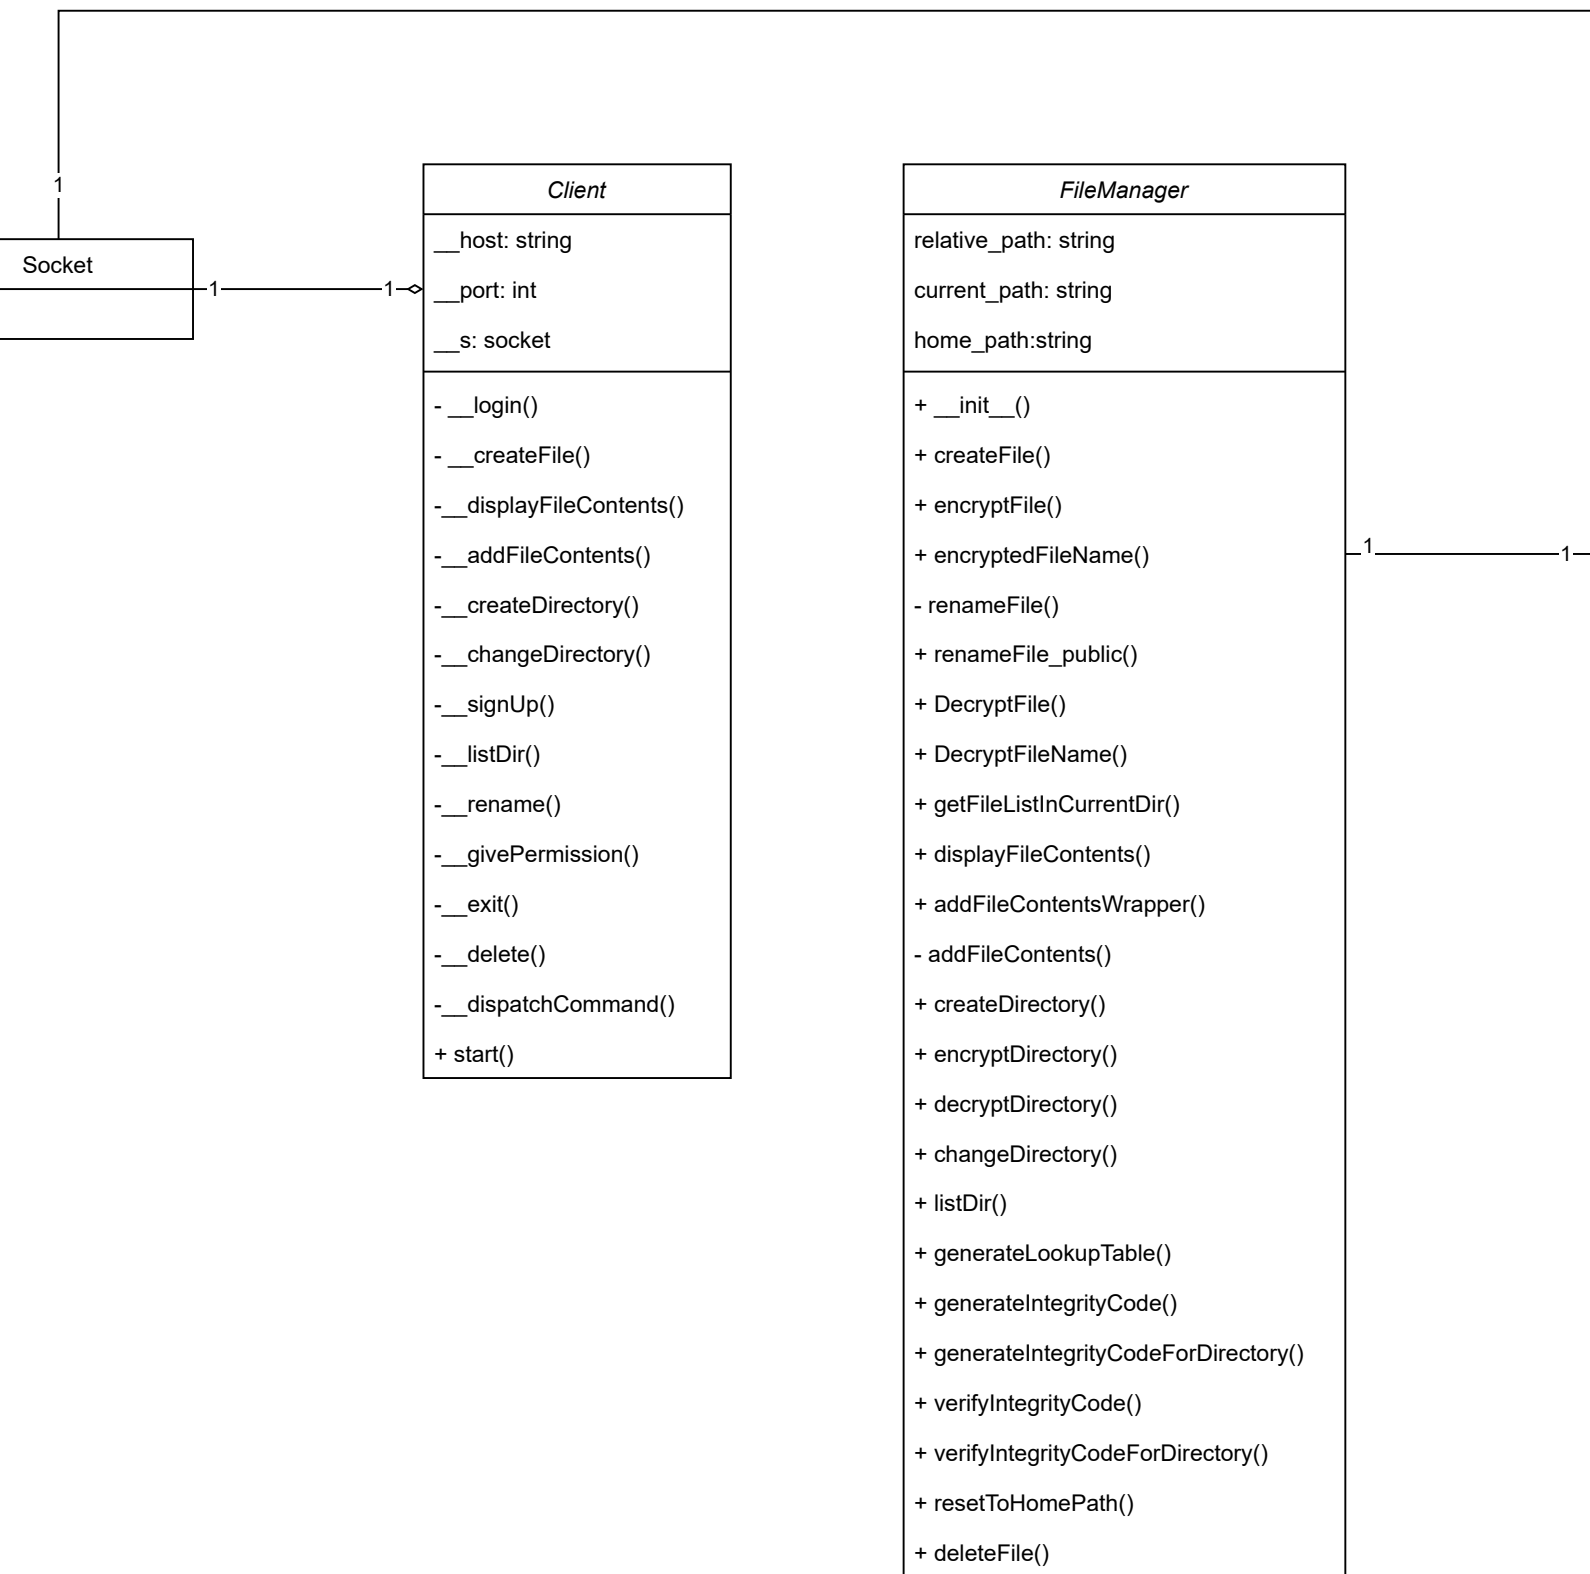 1
Socket
1
1
Client
__host: string
__port: int
__s: socket
- __login()
- __createFile()
-__displayFileContents()
-__addFileContents()
-__createDirectory()
-__changeDirectory()
-__signUp()
-__listDir()
-__rename()
-__givePermission()
-__exit()
-__delete()
-__dispatchCommand()
+ start()
FileManager
relative_path: string
current_path: string
home_path:string
+ __init__()
+ createFile()
+ encryptFile()
+ encryptedFileName()
- renameFile()
+ renameFile_public()
+ DecryptFile()
+ DecryptFileName()
+ getFileListInCurrentDir()
+ displayFileContents()
+ addFileContentsWrapper()
- addFileContents()
+ createDirectory()
+ encryptDirectory()
+ decryptDirectory()
+ changeDirectory()
+ listDir()
+ generateLookupTable()
+ generateIntegrityCode()
+ generateIntegrityCodeForDirectory()
+ verifyIntegrityCode()
+ verifyIntegrityCodeForDirectory()
+ resetToHomePath()
+ deleteFile()
1
1